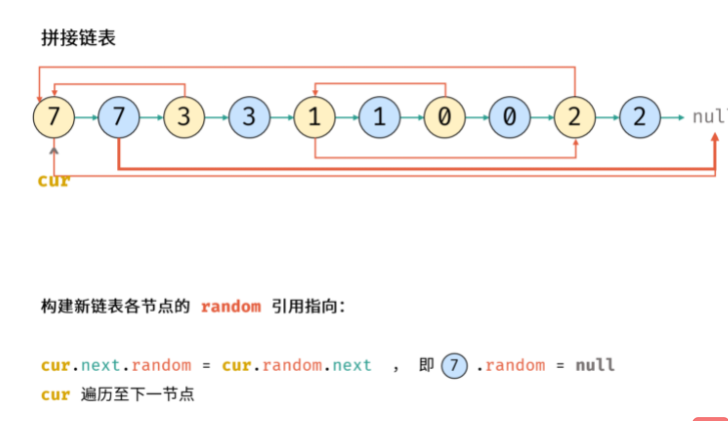 拼接链表
7 7 3 3 1 1 0 0 2 2 nul
cur
构建新链表各节点的 random 引用指向：
cur.next.random = cur.random.next ， 即 7 .random = null
cur 遍历至下一节点